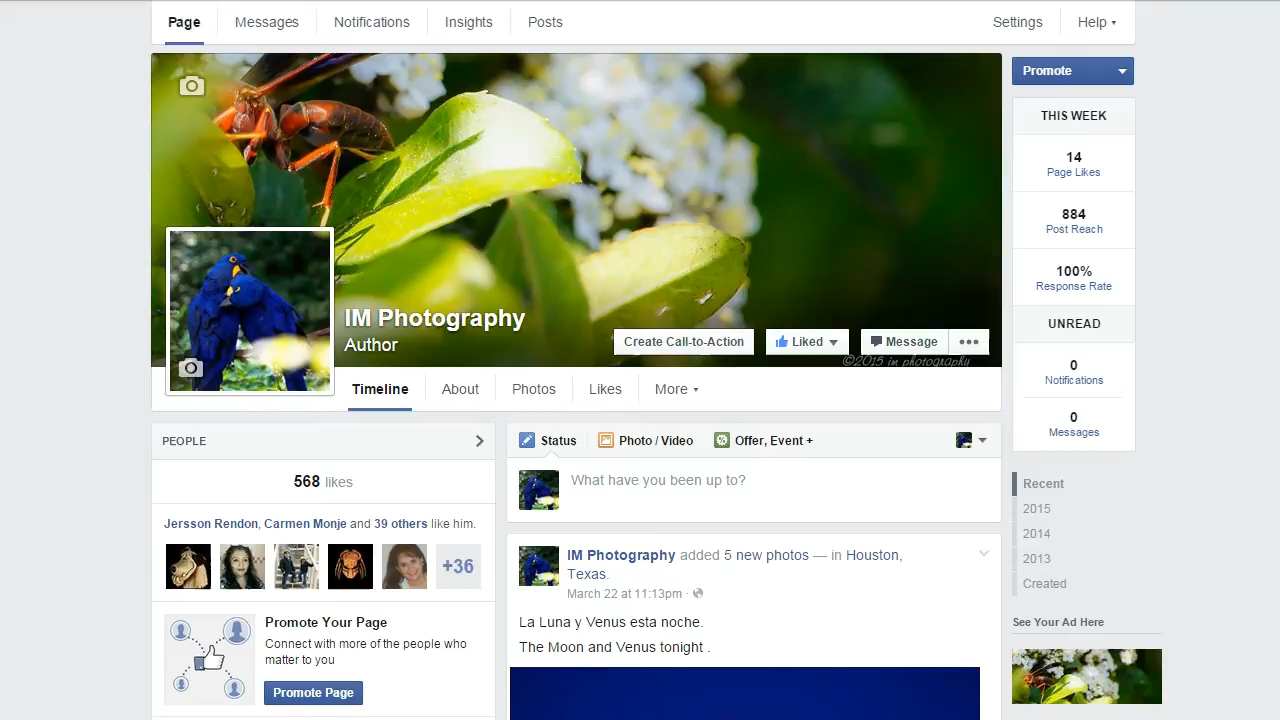 Page Messages Notifications Insights Posts Settings Help
Promote
THIS WEEK
14
Page Likes
884
Post Reach
100%
Response Rate
UNREAD
0
Notifications
0
Messages
IM Photography
Author
Create Call-to-Action Liked Message
©2015 im photography
Timeline About Photos Likes More
PEOPLE
568 likes
Jersson Rendon, Carmen Monje and 39 others like him.
+36
Promote Your Page
Connect with more of the people who
matter to you
Promote Page
Status Photo / Video Offer, Event +
What have you been up to?
IM Photography added 5 new photos — in Houston,
Texas.
March 22 at 11:13pm ·
La Luna y Venus esta noche.
The Moon and Venus tonight .
Recent
2015
2014
2013
Created
See Your Ad Here